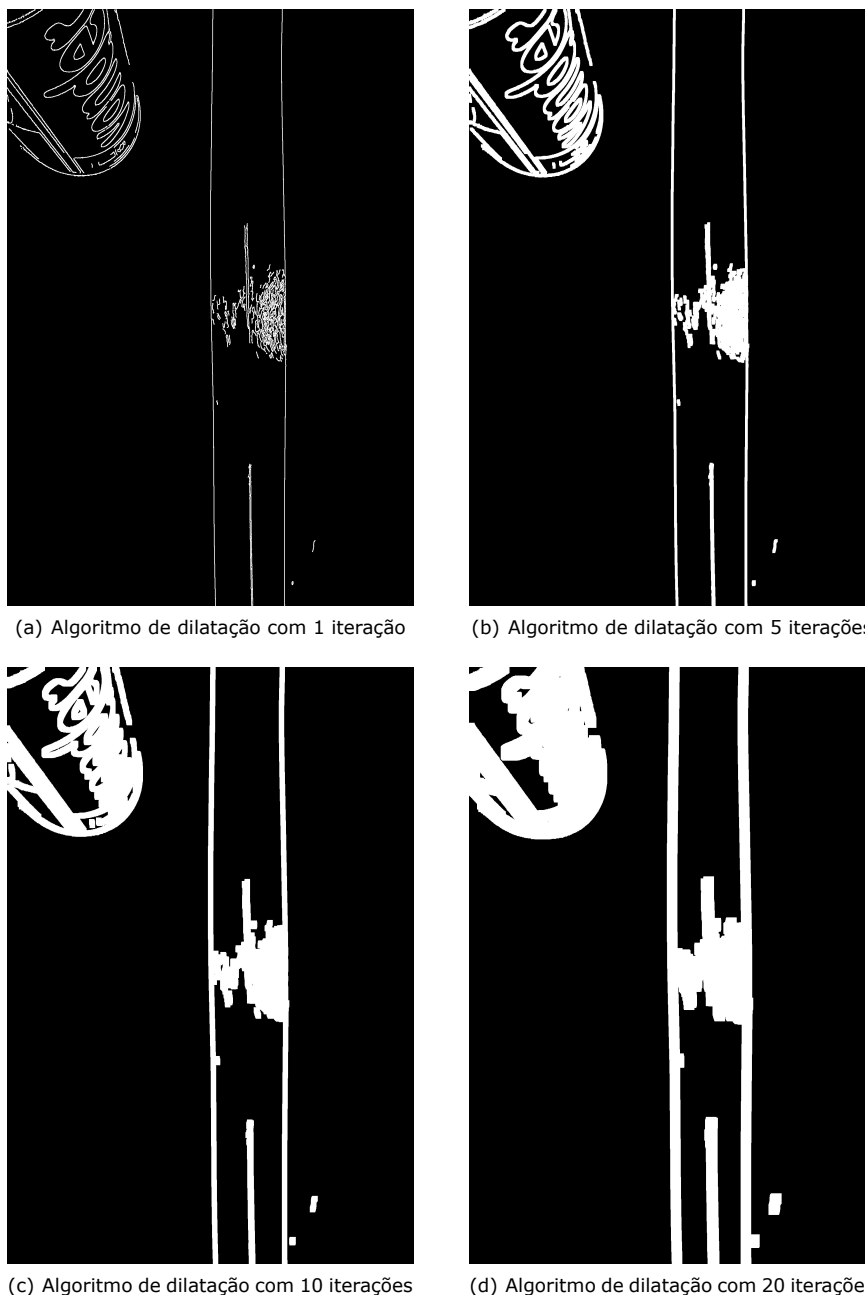 (a) Algoritmo de dilatação com 1 iteração
(b) Algoritmo de dilatação com 5 iterações
(c) Algoritmo de dilatação com 10 iterações
(d) Algoritmo de dilatação com 20 iteraçõe